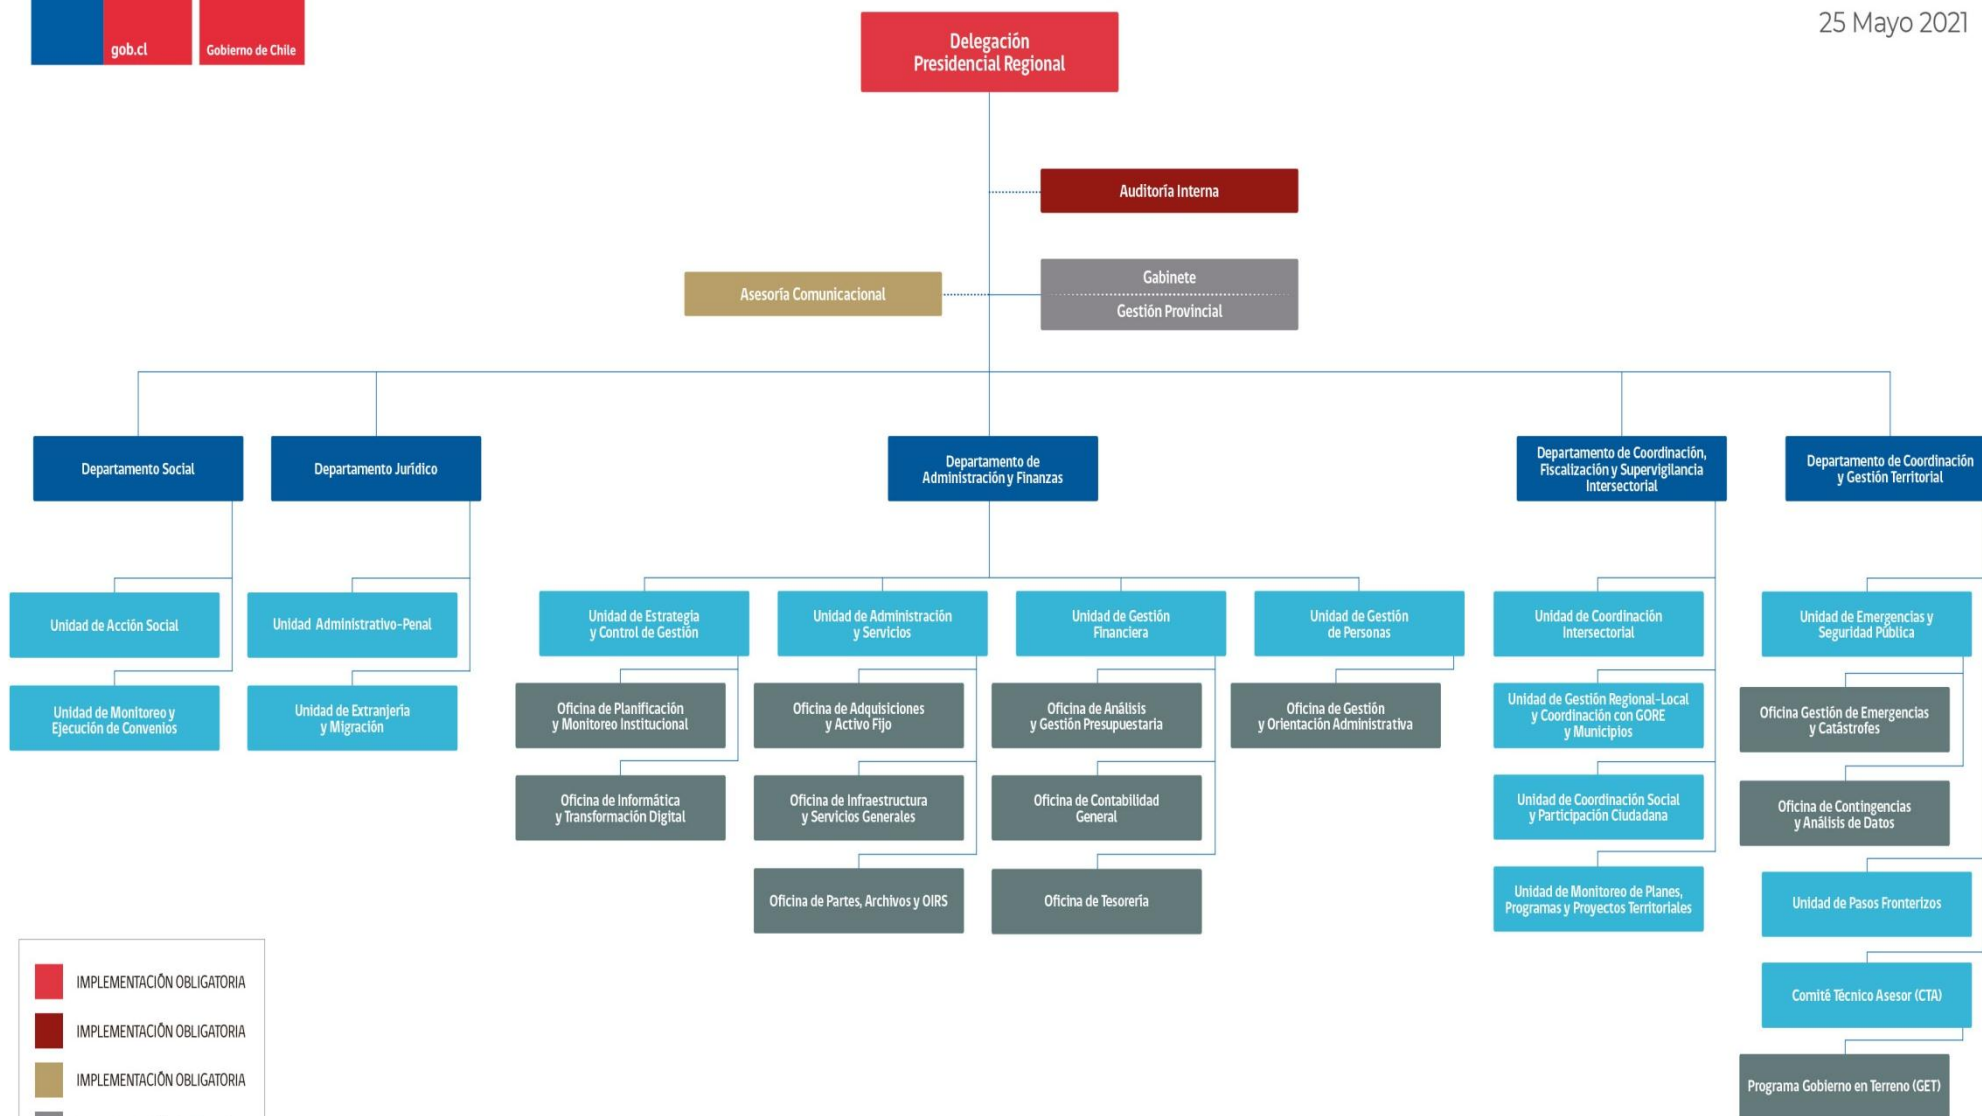 gob.cl
Gobierno de Chile
25 Mayo 2021
Delegación
Presidencial Regional
Auditoría Interna
Asesoría Comunicacional
Gabinete
Gestión Provincial
Departamento Social
Departamento Jurídico
Departamento de
Administración y Finanzas
Departamento de Coordinación,
Fiscalización y Supervigilancia
Intersectorial
Departamento de Coordinación
y Gestión Territorial
Unidad de Acción Social
Unidad de Monitoreo y
Ejecución de Convenios
Unidad Administrativo-Penal
Unidad de Extranjería
y Migración
Unidad de Estrategia
y Control de Gestión
Oficina de Planificación
y Monitoreo Institucional
Oficina de Informática
y Transformación Digital
Unidad de Administración
y Servicios
Oficina de Adquisiciones
y Activo Fijo
Oficina de Infraestructura
y Servicios Generales
Oficina de Partes, Archivos y OIRS
Unidad de Gestión
Financiera
Oficina de Análisis
y Gestión Presupuestaria
Oficina de Contabilidad
General
Oficina de Tesorería
Unidad de Gestión
de Personas
Oficina de Gestión
y Orientación Administrativa
Unidad de Coordinación
Intersectorial
Unidad de Gestión Regional-Local
y Coordinación con GORE
y Municipios
Unidad de Coordinación Social
y Participación Ciudadana
Unidad de Monitoreo de Planes,
Programas y Proyectos Territoriales
Unidad de Emergencias y
Seguridad Pública
Oficina Gestión de Emergencias
y Catástrofes
Oficina de Contingencias
y Análisis de Datos
Unidad de Pasos Fronterizos
Comité Técnico Asesor (CTA)
Programa Gobierno en Terreno (GET)
IMPLEMENTACIÓN OBLIGATORIA
IMPLEMENTACIÓN OBLIGATORIA
IMPLEMENTACIÓN OBLIGATORIA